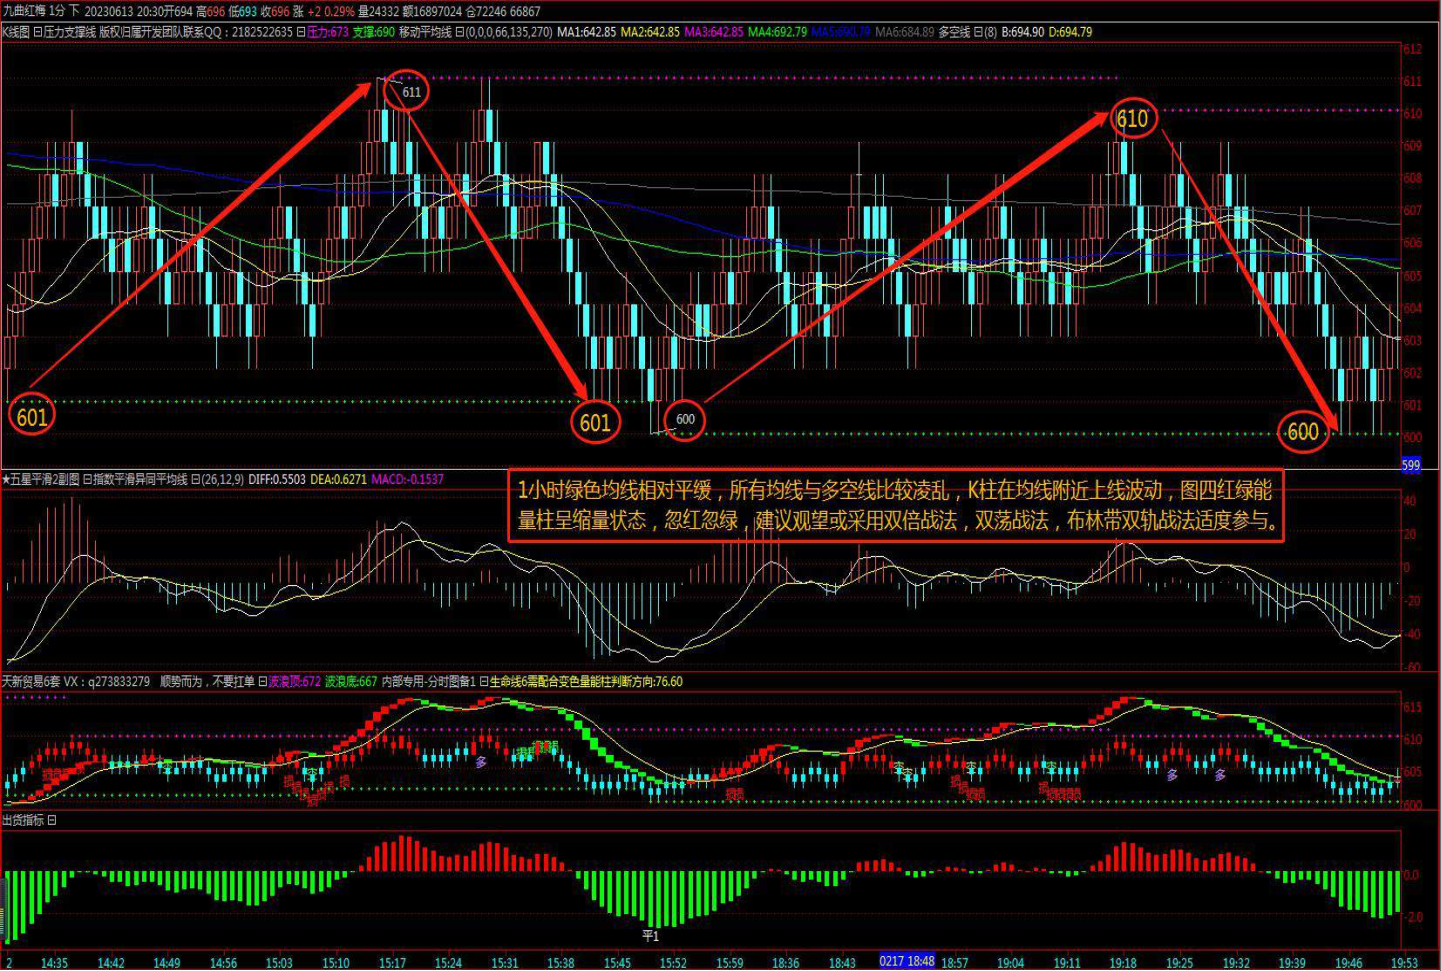 九曲红梅 1分 下 20230613 20:30开694 高696 低693 收696 涨 +2 0.29% 量24332 额16897024 仓72246 66867
K线图 日压力支撑线 版权归属开发团队联系QQ：2182522635 日压力:673 支撑:690 移动平均线 日(0,0,0,66,135,270) MA1:642.85 MA2:642.85 MA3:642.85 MA4:692.79 MA5:690.79 MA6:684.89 多空线 日(8) B:694.90 D:694.79
612
611
611
610
610
609
608
607
606
605
604
603
602
601
601
601
600
600
600
599
★五星平滑2副图 日指数平滑异同平均线 日(26,12,9) DIFF:0.5503 DEA:0.6271 MACD:-0.1537
1小时绿色均线相对平缓，所有均线与多空线比较凌乱，K柱在均线附近上线波动，图四红绿能
量柱呈缩量状态，忽红忽绿，建议观望或采用双倍战法，双荡战法，布林带双轨战法适度参与。
40
20
0
-20
-40
-60
天新贸易6套 VX：q273833279 顺势而为，不要扛单 日波浪顶:672 波浪底:667 内部专用-分时图备1 日生命线6需配合变色量能柱判断方向:76.60
615
610
605
600
多
多
多
出货指标 日
0.0
-2.0
平1
2 14:35 14:42 14:49 14:56 15:03 15:10 15:17 15:24 15:31 15:38 15:45 15:52 15:59 18:36 18:43 0217 18:48 18:57 19:04 19:11 19:18 19:25 19:32 19:39 19:46 19:53